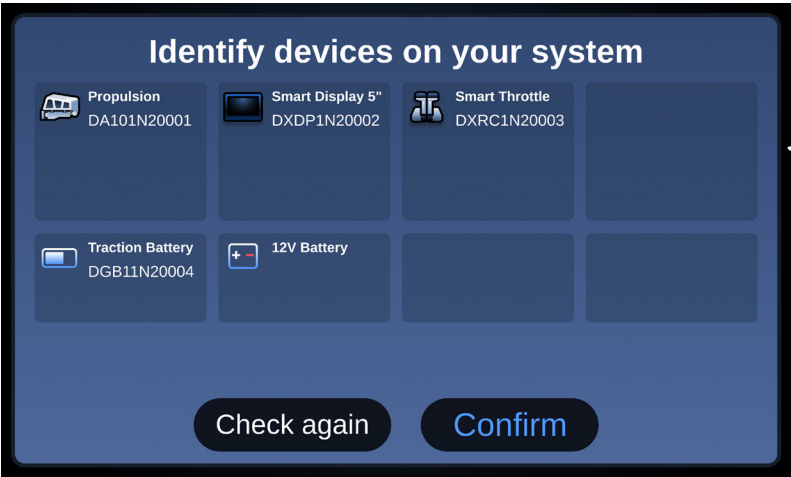 Identify devices on your system
Propulsion
DA101N20001
Smart Display 5"
DXDP1N20002
Smart Throttle
DXRC1N20003
Traction Battery
DGB11N20004
12V Battery
Check again
Confirm